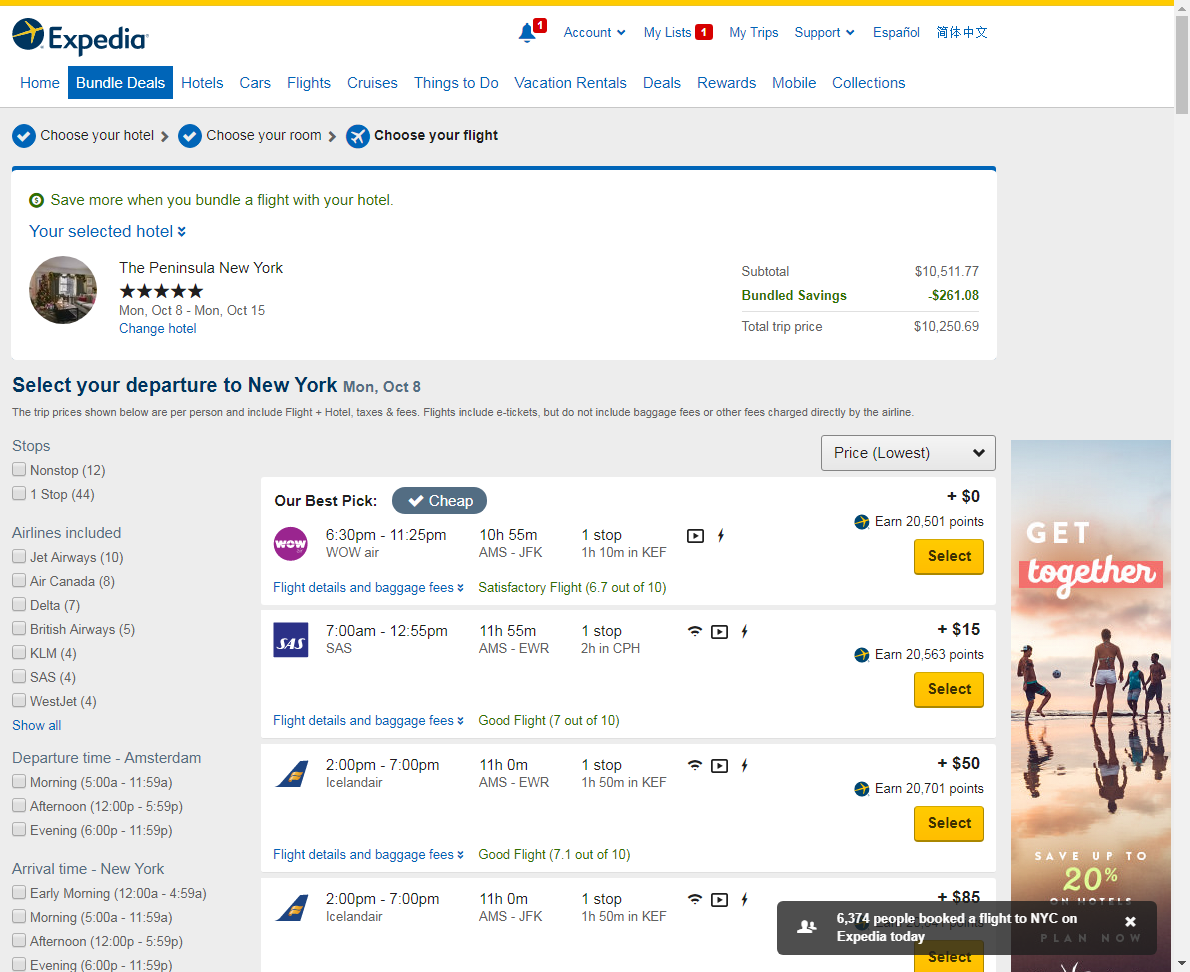 Expedia
1
Account
My Lists 1
My Trips
Support
Español
简体中文
Home
Bundle Deals
Hotels
Cars
Flights
Cruises
Things to Do
Vacation Rentals
Deals
Rewards
Mobile
Collections
Choose your hotel
Choose your room
Choose your flight
Save more when you bundle a flight with your hotel.
Your selected hotel
The Peninsula New York
Mon, Oct 8 - Mon, Oct 15
Change hotel
Subtotal $10,511.77
Bundled Savings -$261.08
Total trip price $10,250.69
Select your departure to New York Mon, Oct 8
The trip prices shown below are per person and include Flight + Hotel, taxes & fees. Flights include e-tickets, but do not include baggage fees or other fees charged directly by the airline.
Stops
Nonstop (12)
1 Stop (44)
Airlines included
Jet Airways (10)
Air Canada (8)
Delta (7)
British Airways (5)
KLM (4)
SAS (4)
WestJet (4)
Show all
Departure time - Amsterdam
Morning (5:00a - 11:59a)
Afternoon (12:00p - 5:59p)
Evening (6:00p - 11:59p)
Arrival time - New York
Early Morning (12:00a - 4:59a)
Morning (5:00a - 11:59a)
Afternoon (12:00p - 5:59p)
Evening (6:00p - 11:59p)
Price (Lowest)
Our Best Pick: Cheap
+ $0
Earn 20,501 points
Select
WOW
6:30pm - 11:25pm
WOW air
10h 55m
AMS - JFK
1 stop
1h 10m in KEF
Flight details and baggage fees
Satisfactory Flight (6.7 out of 10)
SAS
7:00am - 12:55pm
SAS
11h 55m
AMS - EWR
1 stop
2h in CPH
+ $15
Earn 20,563 points
Select
Flight details and baggage fees
Good Flight (7 out of 10)
2:00pm - 7:00pm
Icelandair
11h 0m
AMS - EWR
1 stop
1h 50m in KEF
+ $50
Earn 20,701 points
Select
Flight details and baggage fees
Good Flight (7.1 out of 10)
2:00pm - 7:00pm
Icelandair
11h 0m
AMS - JFK
1 stop
1h 50m in KEF
+ $85
Select
6,374 people booked a flight to NYC on
Expedia today
GET
together
SAVE UP TO
20%
ON HOTELS
PLAN NOW